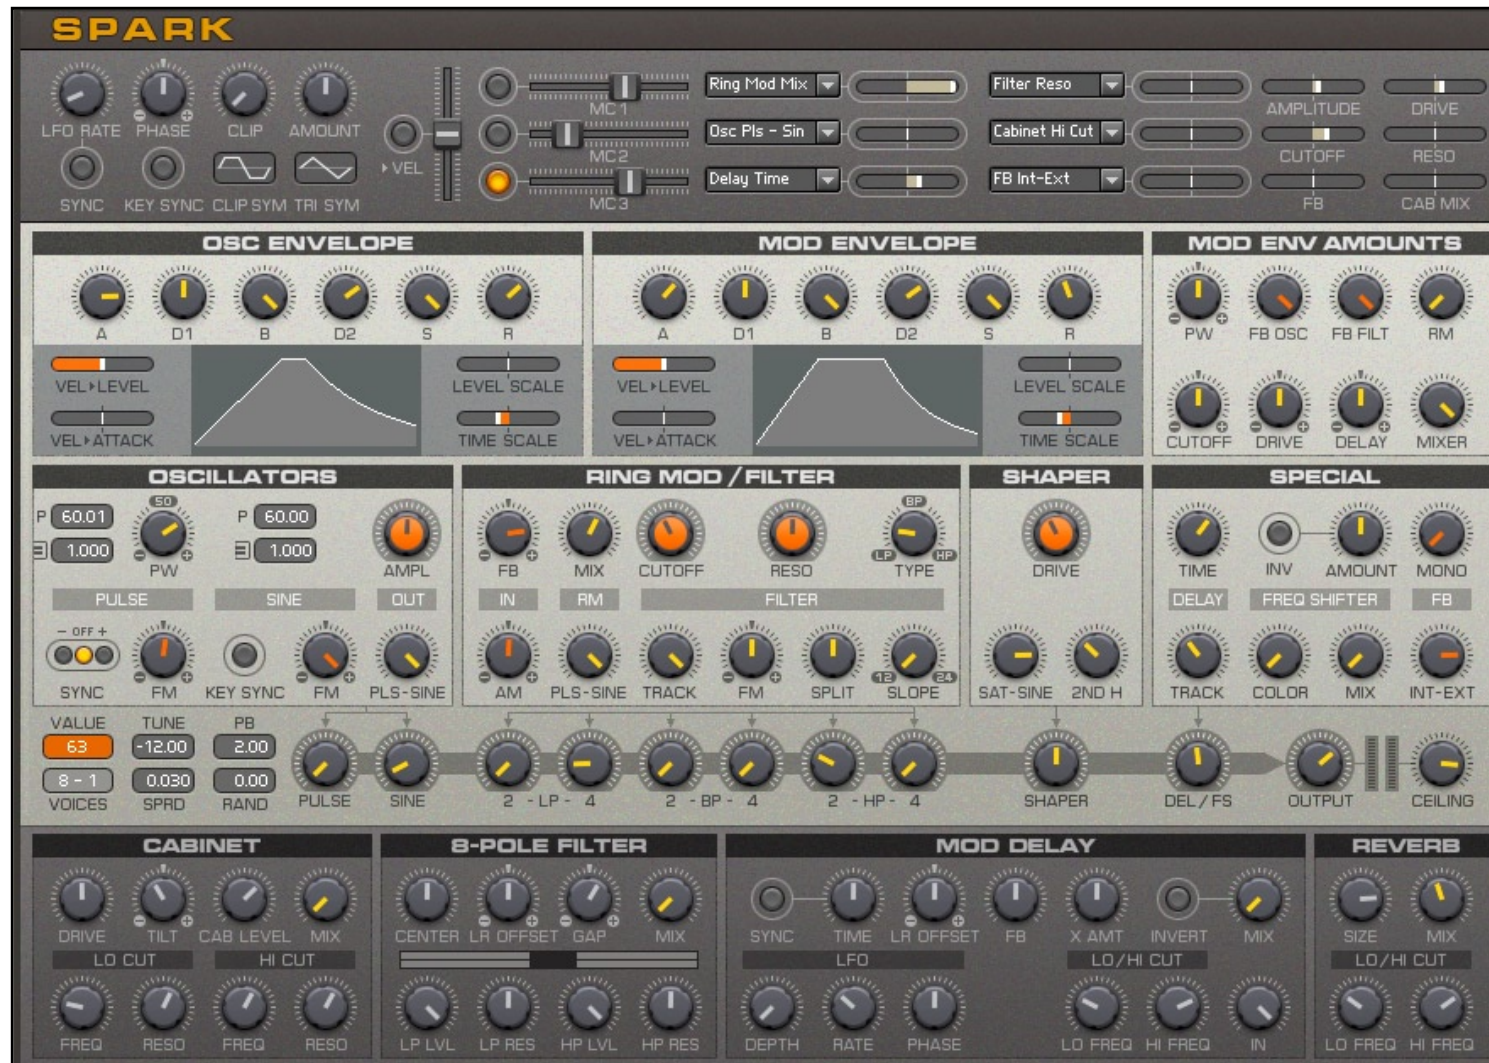 SPARK
Ring Mod Mix Filter Reso
MC1 AMPLITUDE DRIVE
LFO RATE PHASE CLIP AMOUNT
Osc Pls - Sin Cabinet Hi Cut
MC2 CUTOFF RESO
VEL
Delay Time FB Int-Ext
SYNC KEY SYNC CLIP SYM TRI SYM MC3 FB CAB MIX
OSC ENVELOPE MOD ENVELOPE MOD ENV AMOUNTS
A D1 B D2 S R A D1 B D2 S R PW FB OSC FB FILT RM
VEL LEVEL LEVEL SCALE VEL LEVEL LEVEL SCALE
VEL ATTACK TIME SCALE VEL ATTACK TIME SCALE CUTOFF DRIVE DELAY MIXER
OSCILLATORS RING MOD / FILTER SHAPER SPECIAL
50 BP
P 60.01 P 60.00
1.000 1.000 LP HP
PW AMPL FB MIX CUTOFF RESO TYPE DRIVE TIME INV AMOUNT MONO
PULSE SINE OUT IN RM FILTER DELAY FREQ SHIFTER FB
- OFF +
12 24
SYNC FM KEY SYNC FM PLS-SINE AM PLS-SINE TRACK FM SPLIT SLOPE SAT-SINE 2ND H TRACK COLOR MIX INT-EXT
VALUE TUNE PB
63 -12.00 2.00
8 - 1 0.030 0.00
VOICES SPRD RAND PULSE SINE 2 - LP - 4 2 - BP - 4 2 - HP - 4 SHAPER DEL/FS OUTPUT CEILING
CABINET 8-POLE FILTER MOD DELAY REVERB
DRIVE TILT CAB LEVEL MIX CENTER LR OFFSET GAP MIX SYNC TIME LR OFFSET FB X AMT INVERT MIX SIZE MIX
LO CUT HI CUT LFO LO/HI CUT LO/HI CUT
FREQ RESO FREQ RESO LP LVL LP RES HP LVL HP RES DEPTH RATE PHASE LO FREQ HI FREQ IN LO FREQ HI FREQ